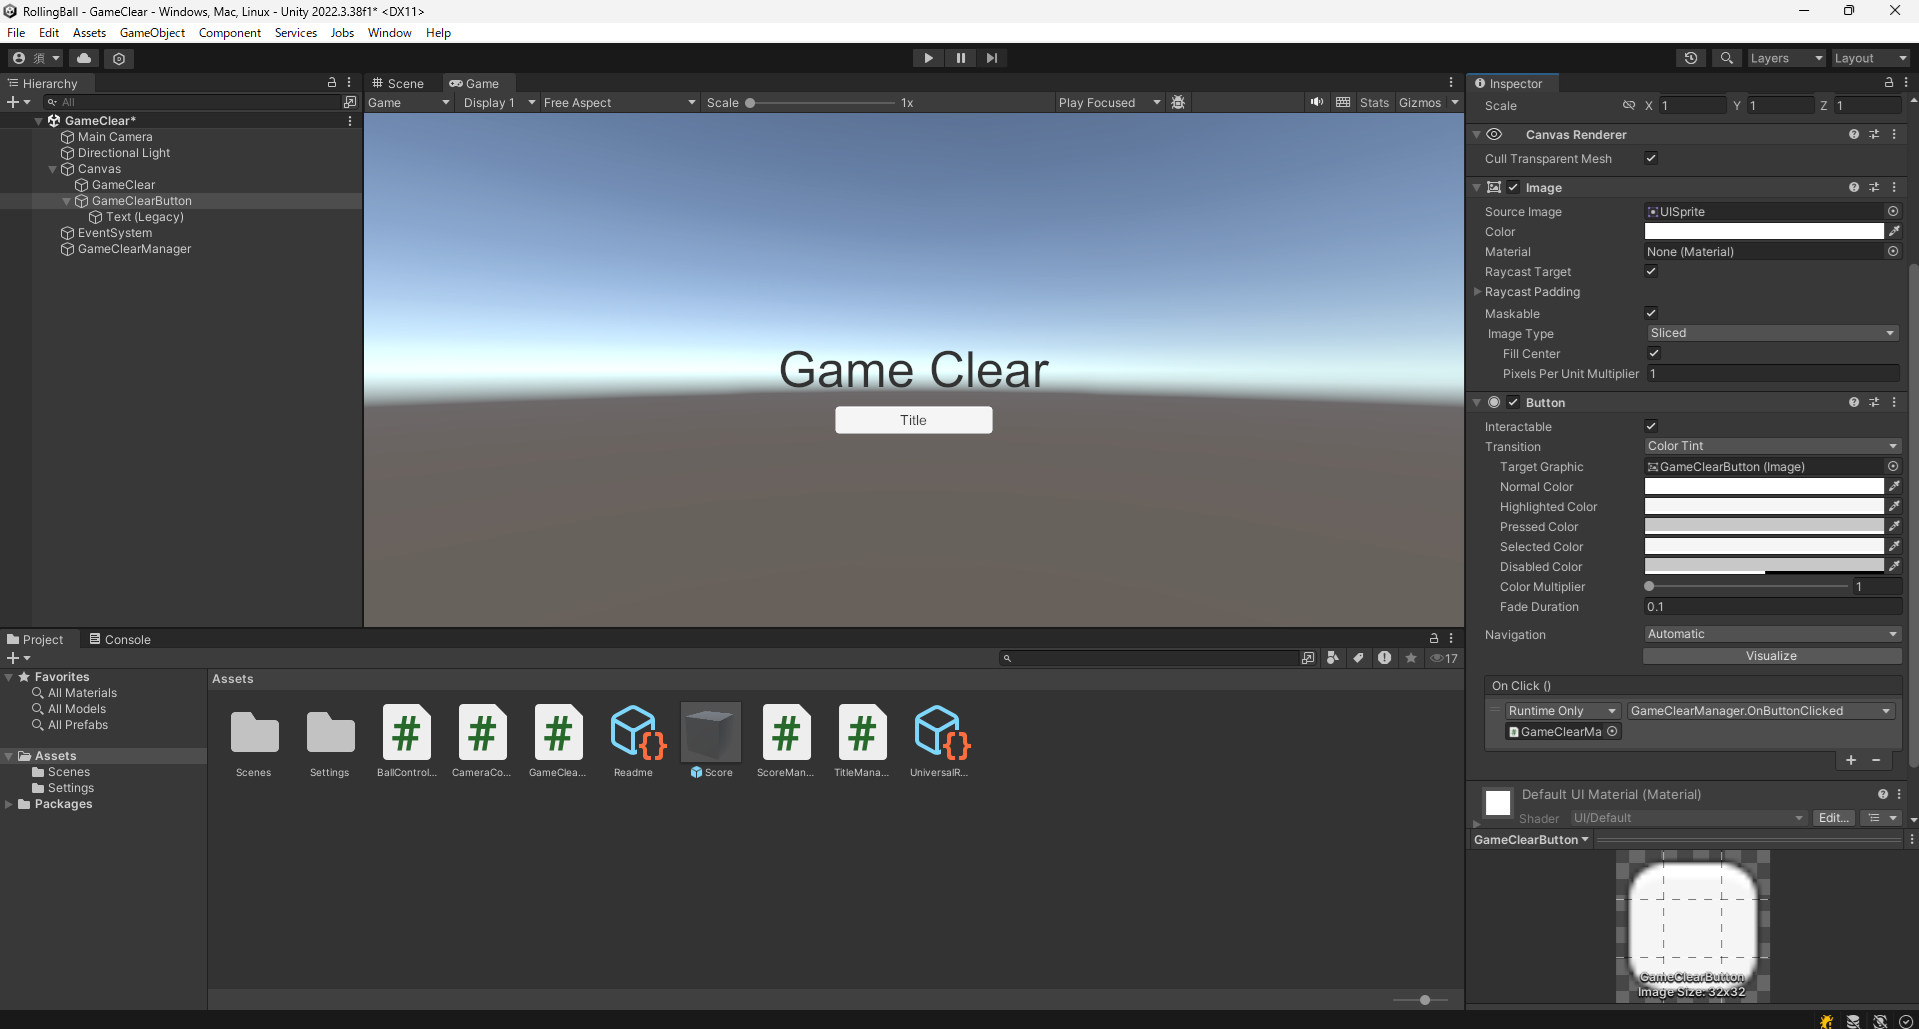 RollingBall - GameClear - Windows, Mac, Linux - Unity 2022.3.38f1* <DX11>
File Edit Assets GameObject Component Services Jobs Window Help
須 Layers Layout
Hierarchy
All
GameClear*
Main Camera
Directional Light
Canvas
GameClear
GameClearButton
Text (Legacy)
EventSystem
GameClearManager
Scene Game
Game Display 1 Free Aspect Scale 1x Play Focused Stats Gizmos
Game Clear
Title
Inspector
Scale X 1 Y 1 Z 1
Canvas Renderer
Cull Transparent Mesh
Image
Source Image UISprite
Color
Material None (Material)
Raycast Target
Raycast Padding
Maskable
Image Type Sliced
Fill Center
Pixels Per Unit Multiplier 1
Button
Interactable
Transition Color Tint
Target Graphic GameClearButton (Image)
Normal Color
Highlighted Color
Pressed Color
Selected Color
Disabled Color
Color Multiplier 1
Fade Duration 0.1
Navigation Automatic
Visualize
On Click ()
Runtime Only GameClearManager.OnButtonClicked
GameClearMa
Default UI Material (Material)
Shader UI/Default Edit...
GameClearButton
GameClearButton
Image Size: 32x32
Project Console
17
Favorites
All Materials
All Models
All Prefabs
Assets
Scenes
Settings
Packages
Assets
Scenes Settings BallControl... CameraCo... GameClea... Readme Score ScoreMan... TitleMana... UniversalR...